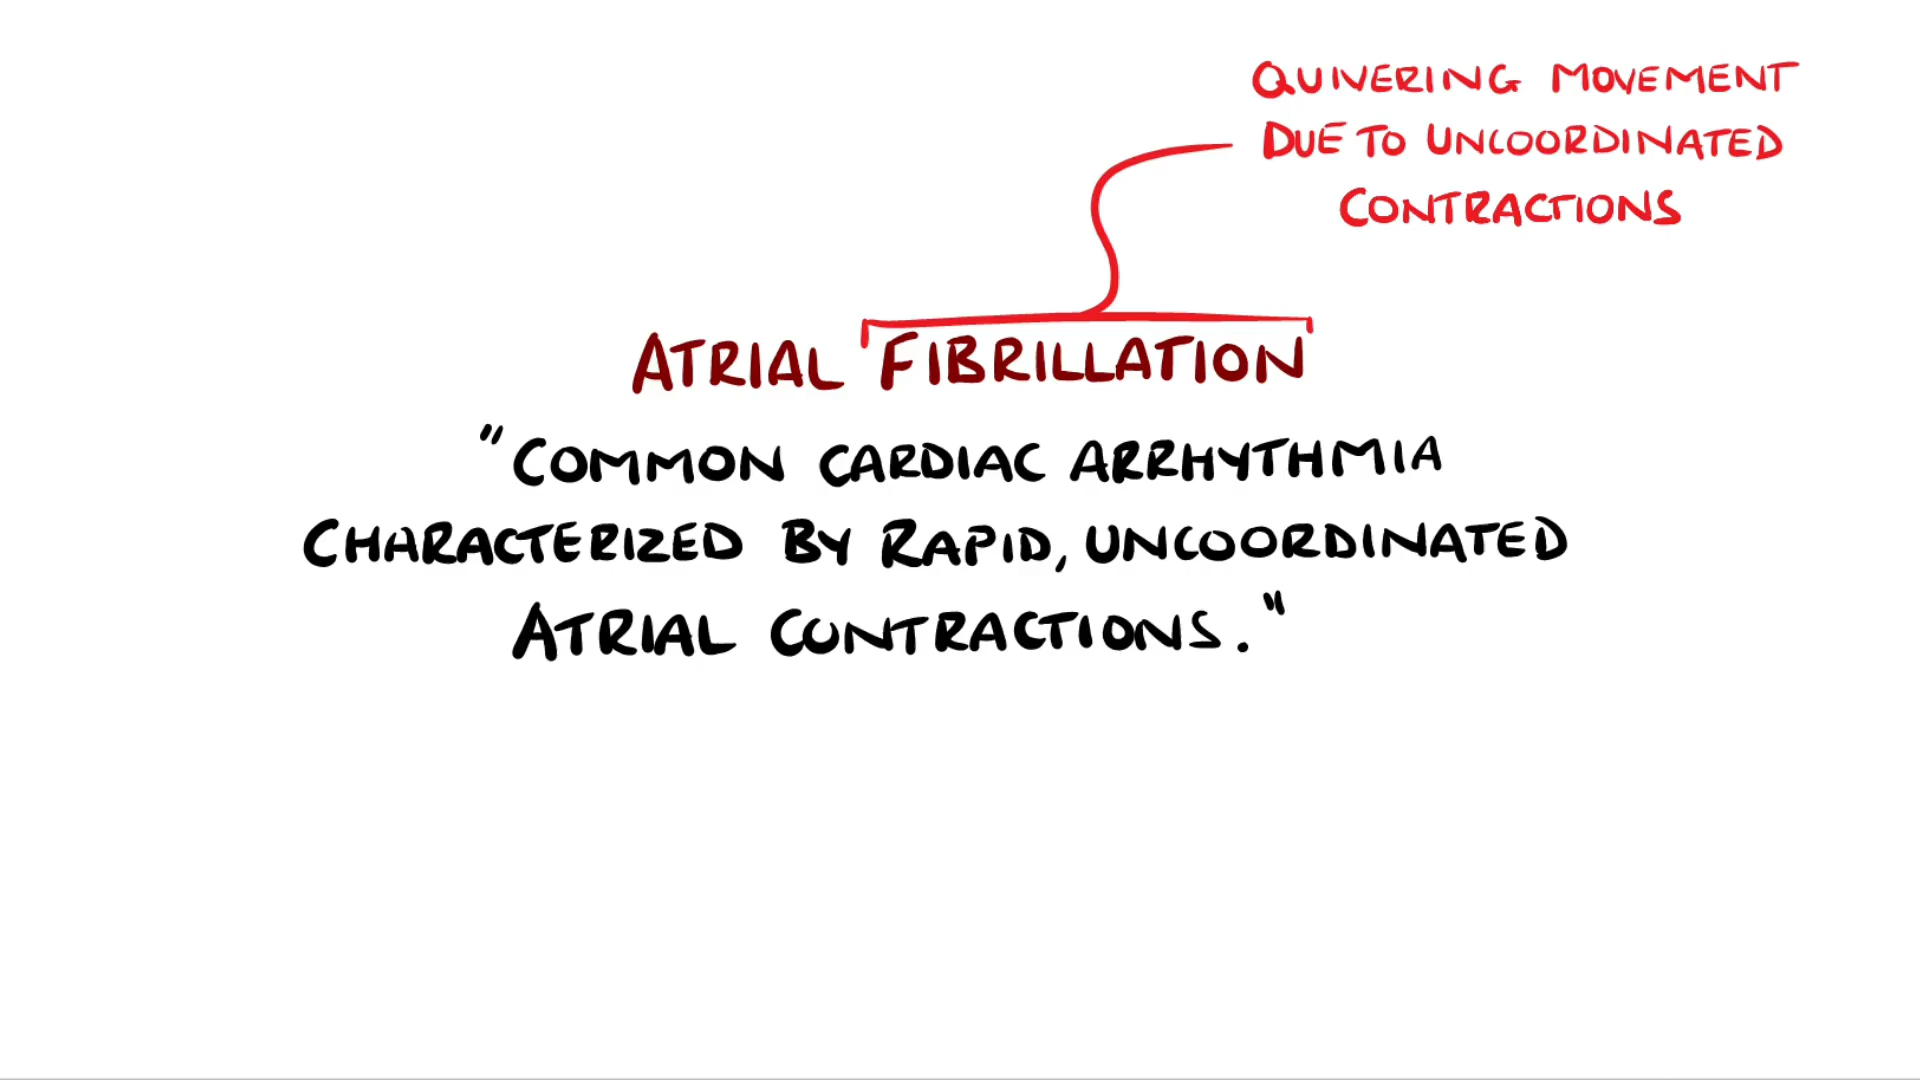 QUIVERING MOVEMENT
DUE TO UNCOORDINATED
CONTRACTIONS
ATRIAL FIBRILLATION
"COMMON CARDIAC ARRHYTHMIA
CHARACTERIZED BY RAPID, UNCOORDINATED
ATRIAL CONTRACTIONS."